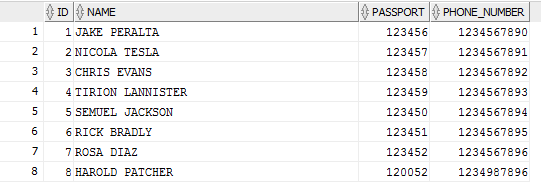 ID NAME PASSPORT PHONE_NUMBER
1 1 JAKE PERALTA 123456 1234567890
2 2 NICOLA TESLA 123457 1234567891
3 3 CHRIS EVANS 123458 1234567892
4 4 TIRION LANNISTER 123459 1234567893
5 5 SEMUEL JACKSON 123450 1234567894
6 6 RICK BRADLY 123451 1234567895
7 7 ROSA DIAZ 123452 1234567896
8 8 HAROLD PATCHER 120052 1234987896